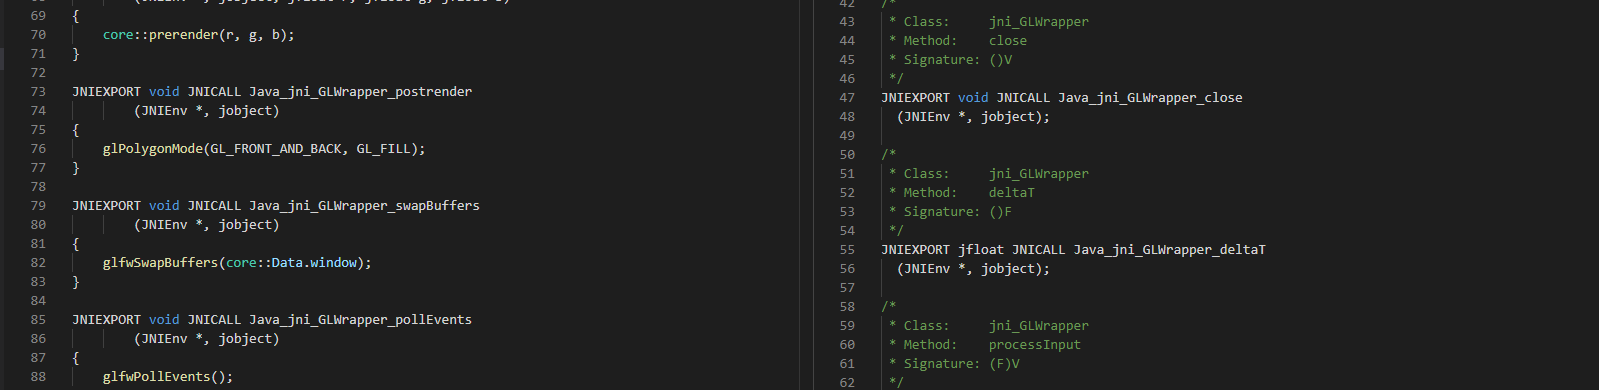 69 {
70     core::prerender(r, g, b);
71 }
72
73 JNIEXPORT void JNICALL Java_jni_GLWrapper_postrender
74         (JNIEnv *, jobject)
75 {
76     glPolygonMode(GL_FRONT_AND_BACK, GL_FILL);
77 }
78
79 JNIEXPORT void JNICALL Java_jni_GLWrapper_swapBuffers
80         (JNIEnv *, jobject)
81 {
82     glfwSwapBuffers(core::Data.window);
83 }
84
85 JNIEXPORT void JNICALL Java_jni_GLWrapper_pollEvents
86         (JNIEnv *, jobject)
87 {
88     glfwPollEvents();
42 /*
43  * Class:     jni_GLWrapper
44  * Method:    close
45  * Signature: ()V
46  */
47 JNIEXPORT void JNICALL Java_jni_GLWrapper_close
48   (JNIEnv *, jobject);
49
50 /*
51  * Class:     jni_GLWrapper
52  * Method:    deltaT
53  * Signature: ()F
54  */
55 JNIEXPORT jfloat JNICALL Java_jni_GLWrapper_deltaT
56   (JNIEnv *, jobject);
57
58 /*
59  * Class:     jni_GLWrapper
60  * Method:    processInput
61  * Signature: (F)V
62  */